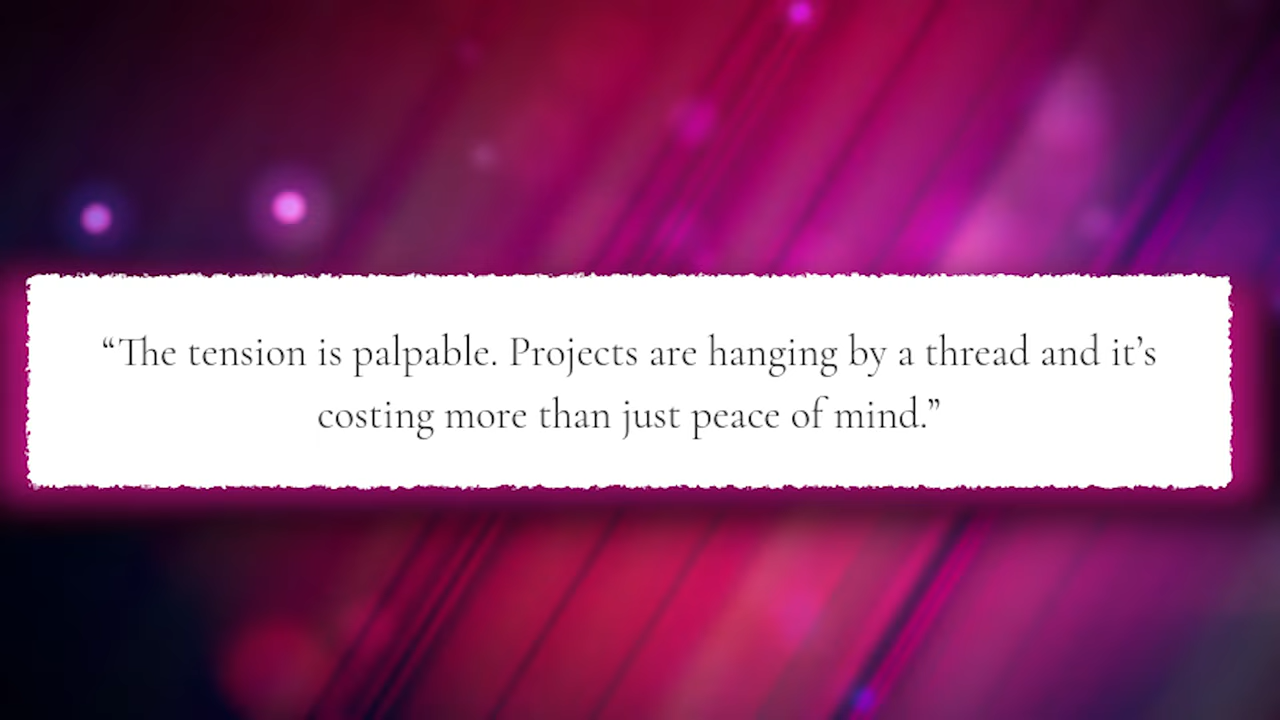 “The tension is palpable. Projects are hanging by a thread and it’s
costing more than just peace of mind.”